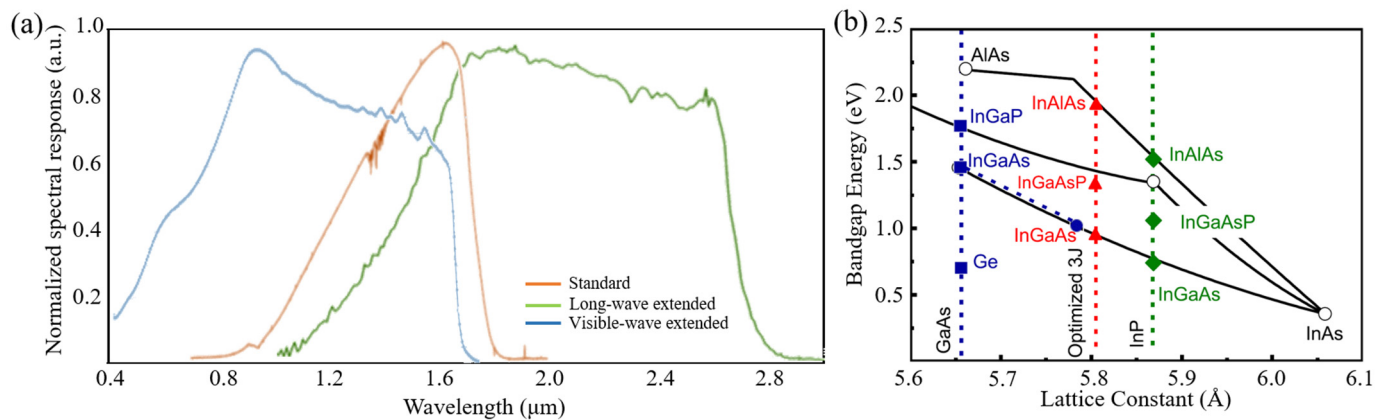 (a)
Normalized spectral response (a.u.)
1.0
0.8
0.6
0.4
0.2
0.4
0.8
1.2
1.6
2.0
2.4
2.8
Wavelength (μm)
Standard
Long-wave extended
Visible-wave extended
(b)
Bandgap Energy (eV)
2.5
2.0
1.5
1.0
0.5
5.6
5.7
5.8
5.9
6.0
6.1
Lattice Constant (Å)
AlAs
InGaP
InGaAs
Ge
GaAs
InAlAs
InGaAsP
InGaAs
Optimized 3J
InAlAs
InGaAsP
InGaAs
InP
InAs